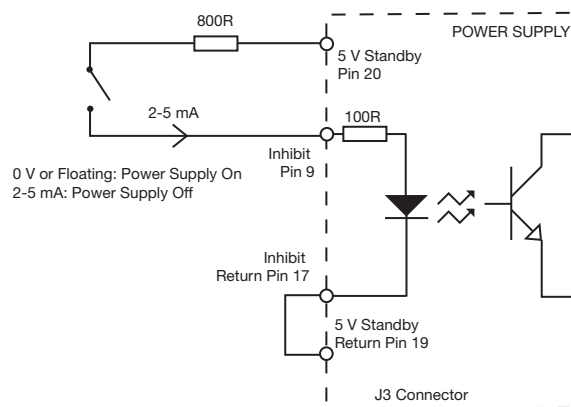 800R
POWER SUPPLY
5 V Standby
Pin 20
2-5 mA
100R
Inhibit
Pin 9
0 V or Floating: Power Supply On
2-5 mA: Power Supply Off
Inhibit
Return Pin 17
5 V Standby
Return Pin 19
J3 Connector